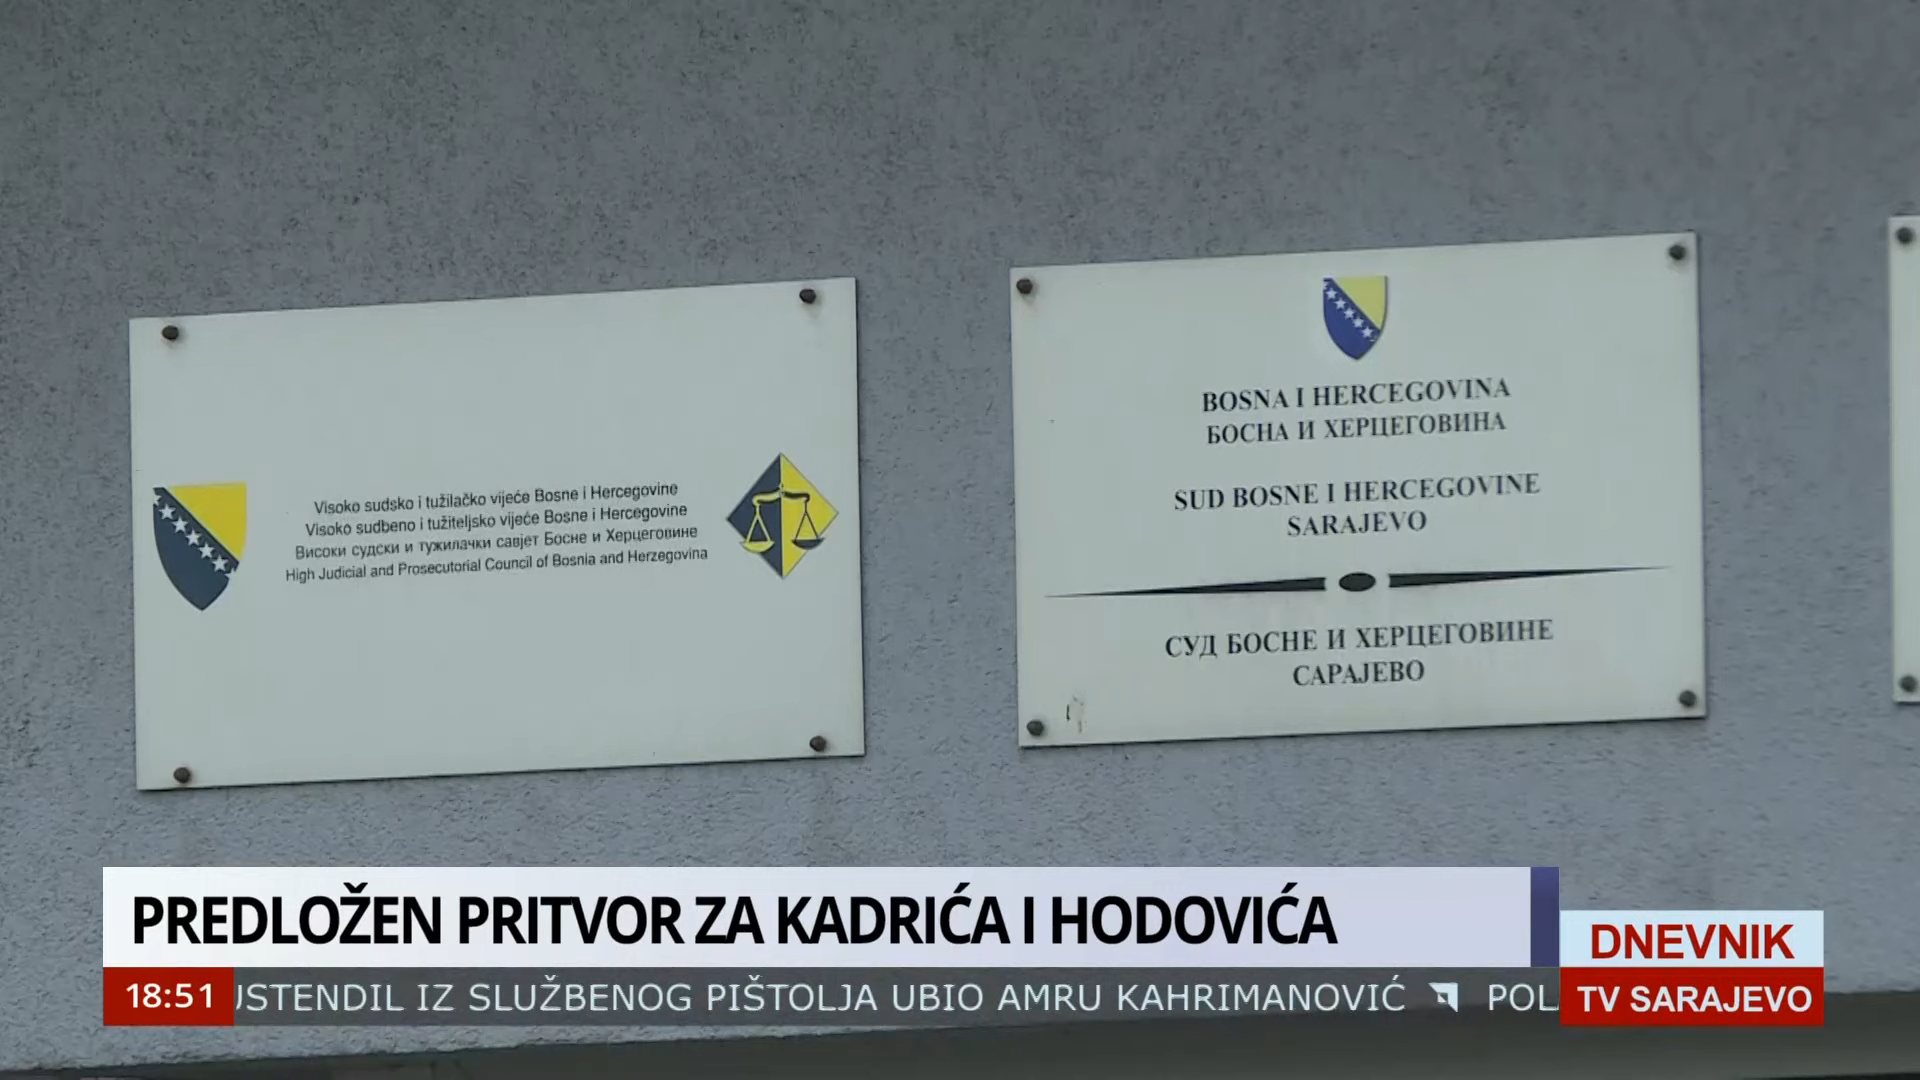 Visoko sudsko i tužilačko vijeće Bosne i Hercegovine
Visoko sudbeno i tužiteljsko vijeće Bosne i Hercegovine
Високи судски и тужилачки савјет Босне и Херцеговине
High Judicial and Prosecutorial Council of Bosnia and Herzegovina
BOSNA I HERCEGOVINA
БОСНА И ХЕРЦЕГОВИНА
SUD BOSNE I HERCEGOVINE
SARAJEVO
СУД БОСНЕ И ХЕРЦЕГОВИНЕ
САРАЈЕВО
PREDLOŽEN PRITVOR ZA KADRIĆA I HODOVIĆA
DNEVNIK
18:51 USTENDIL IZ SLUŽBENOG PIŠTOLJA UBIO AMRU KAHRIMANOVIĆ POL
TV SARAJEVO